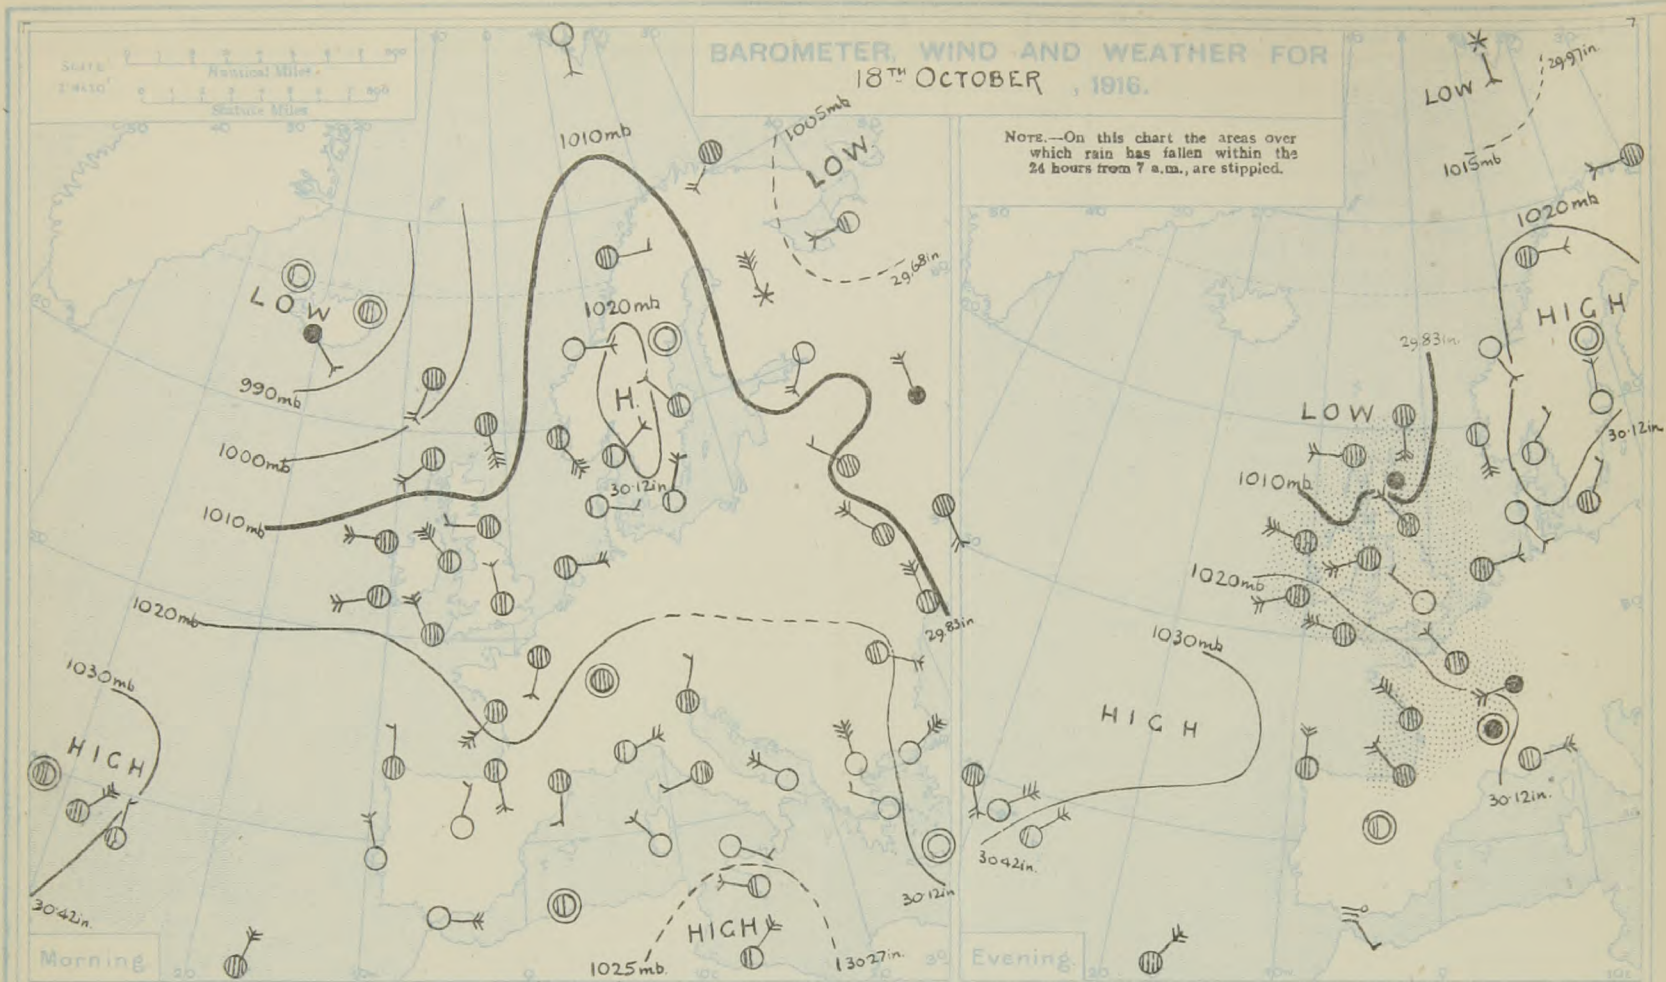 SCALE
Nautical Miles
Statute Miles
BAROMETER, WIND AND WEATHER FOR
18TH OCTOBER , 1916.
NOTE.—On this chart the areas over
which rain has fallen within the
24 hours from 7 a.m., are stippled.
1010mb
1005mb
LOW
29.68in
1020mb
LOW
990mb
1000mb
H.
30.12in
1010mb
1020mb
29.83in
1030mb
HIGH
30.42in.
30.12in
HIGH
1025mb.
30.27in.
Morning
LOW
29.97in
1015mb
1020mb
HIGH
29.83in.
LOW
30.12in
1010mb
1020mb
1030mb
HIGH
30.12in.
30.42in.
Evening.